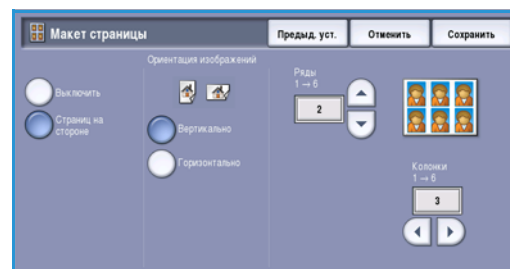 Макет страницы
Предыд. уст.
Отменить
Сохранить
Выключить
Страниц на
стороне
Ориентация изображений
Вертикально
Горизонтально
Ряды
1 → 6
2
Колонки
1 → 6
3